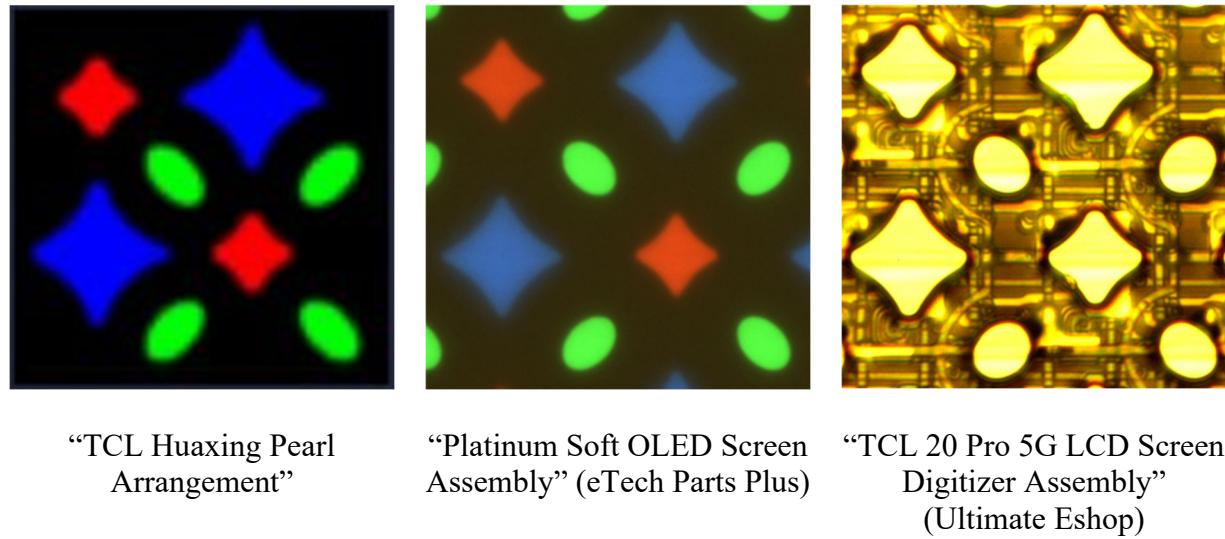 “TCL Huaxing Pearl
Arrangement”
“Platinum Soft OLED Screen
Assembly” (eTech Parts Plus)
“TCL 20 Pro 5G LCD Screen
Digitizer Assembly”
(Ultimate Eshop)